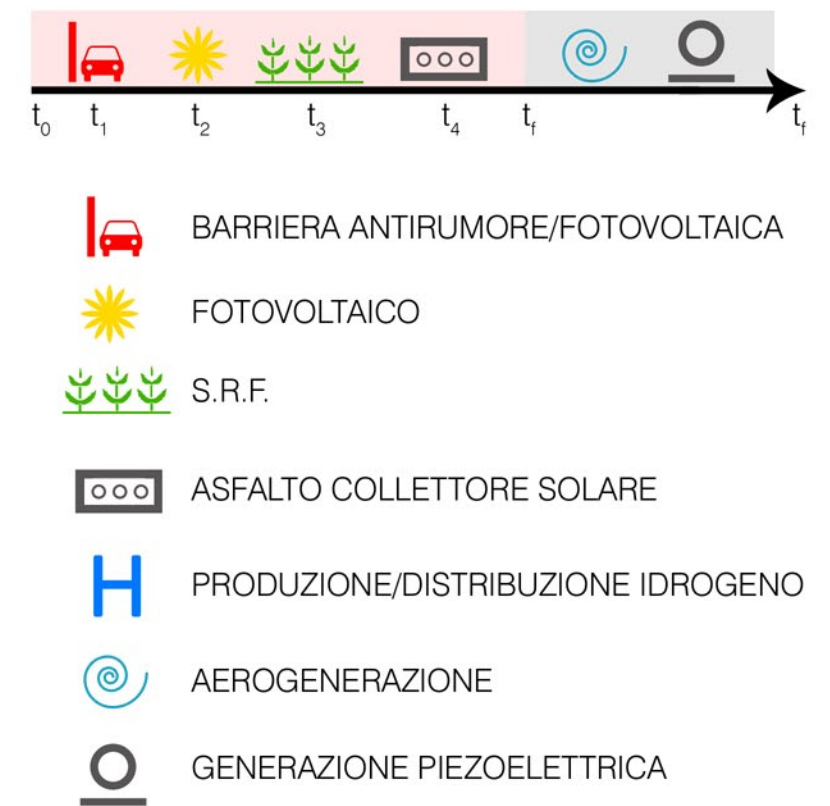 t0 t1 t2 t3 t4 tf tf
BARRIERA ANTIRUMORE/FOTOVOLTAICA
FOTOVOLTAICO
S.R.F.
ASFALTO COLLETTORE SOLARE
H PRODUZIONE/DISTRIBUZIONE IDROGENO
AEROGENERAZIONE
GENERAZIONE PIEZOELETTRICA